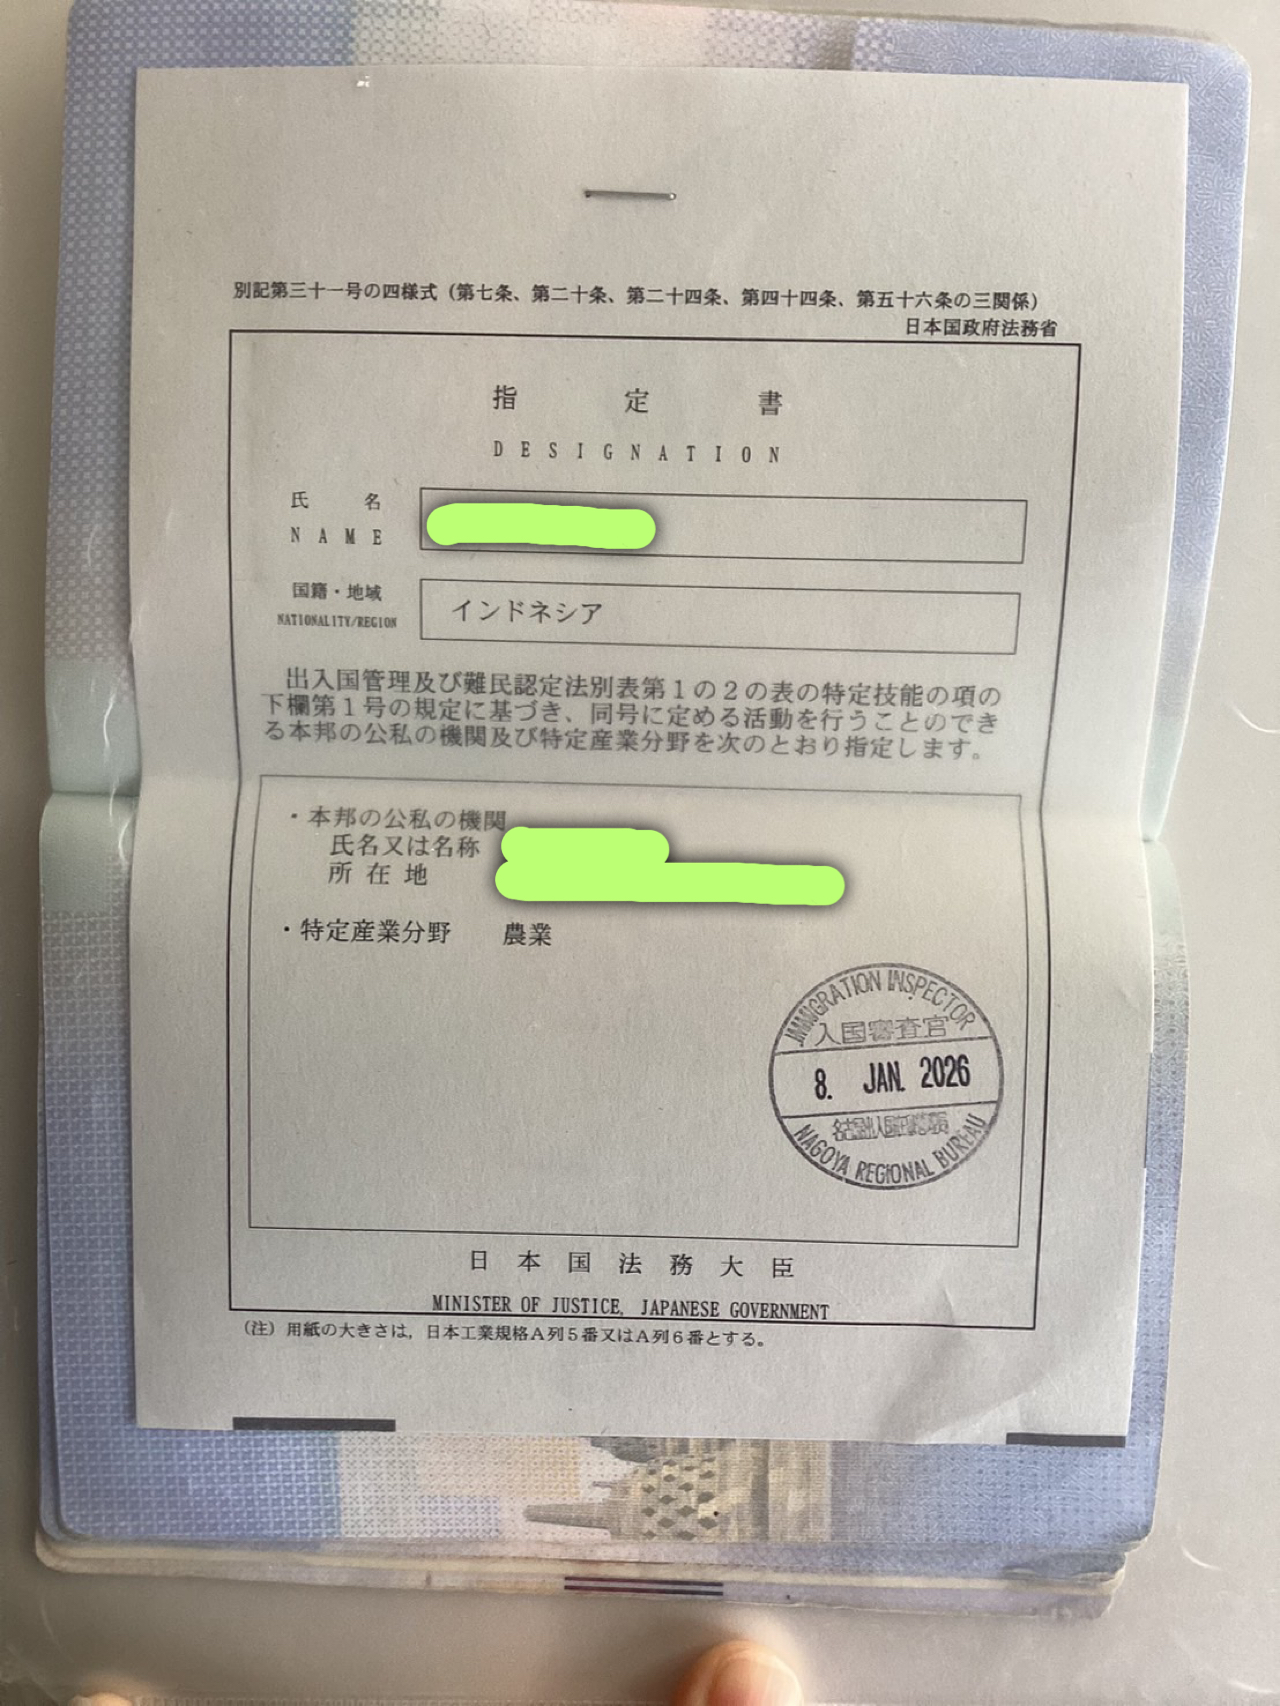 別記第三十一号の四様式（第七条、第二十条、第二十四条、第四十四条、第五十六条の三関係）
日本国政府法務省
指定書
DESIGNATION
氏名
NAME
国籍・地域
NATIONALITY/REGION
インドネシア
出入国管理及び難民認定法別表第１の２の表の特定技能の項の
下欄第１号の規定に基づき、同号に定める活動を行うことのでき
る本邦の公私の機関及び特定産業分野を次のとおり指定します。
・本邦の公私の機関
氏名又は名称
所在地
・特定産業分野　農業
IMMIGRATION INSPECTOR
入国審査官
8. JAN. 2026
NAGOYA REGIONAL BUREAU
日本国法務大臣
MINISTER OF JUSTICE, JAPANESE GOVERNMENT
（注）用紙の大きさは，日本工業規格Ａ列５番又はＡ列６番とする。